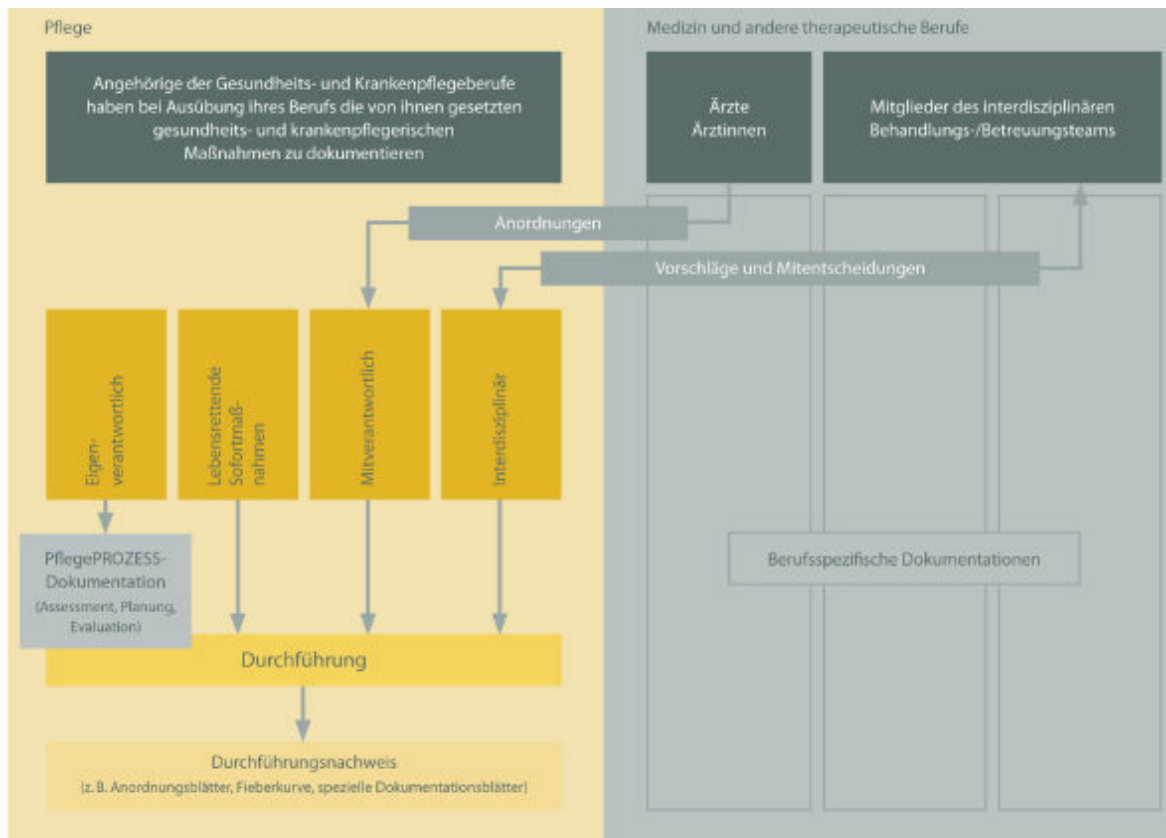 Pflege
Medizin und andere therapeutische Berufe
Angehörige der Gesundheits- und Krankenpflegeberufe
haben bei Ausübung ihres Berufs die von ihnen gesetzten
gesundheits- und krankenpflegerischen
Maßnahmen zu dokumentieren
Ärzte
Ärztinnen
Mitglieder des interdisziplinären
Behandlungs-/Betreuungsteams
Anordnungen
Vorschläge und Mitentscheidungen
Eigen-
verantwortlich
Lebensrettende
Sofortmaß-
nahmen
Mitverantwortlich
Interdisziplinär
PflegePROZESS-
Dokumentation
(Assessment, Planung,
Evaluation)
Berufsspezifische Dokumentationen
Durchführung
Durchführungsnachweis
(z. B. Anordnungsblätter, Fieberkurve, spezielle Dokumentationsblätter)